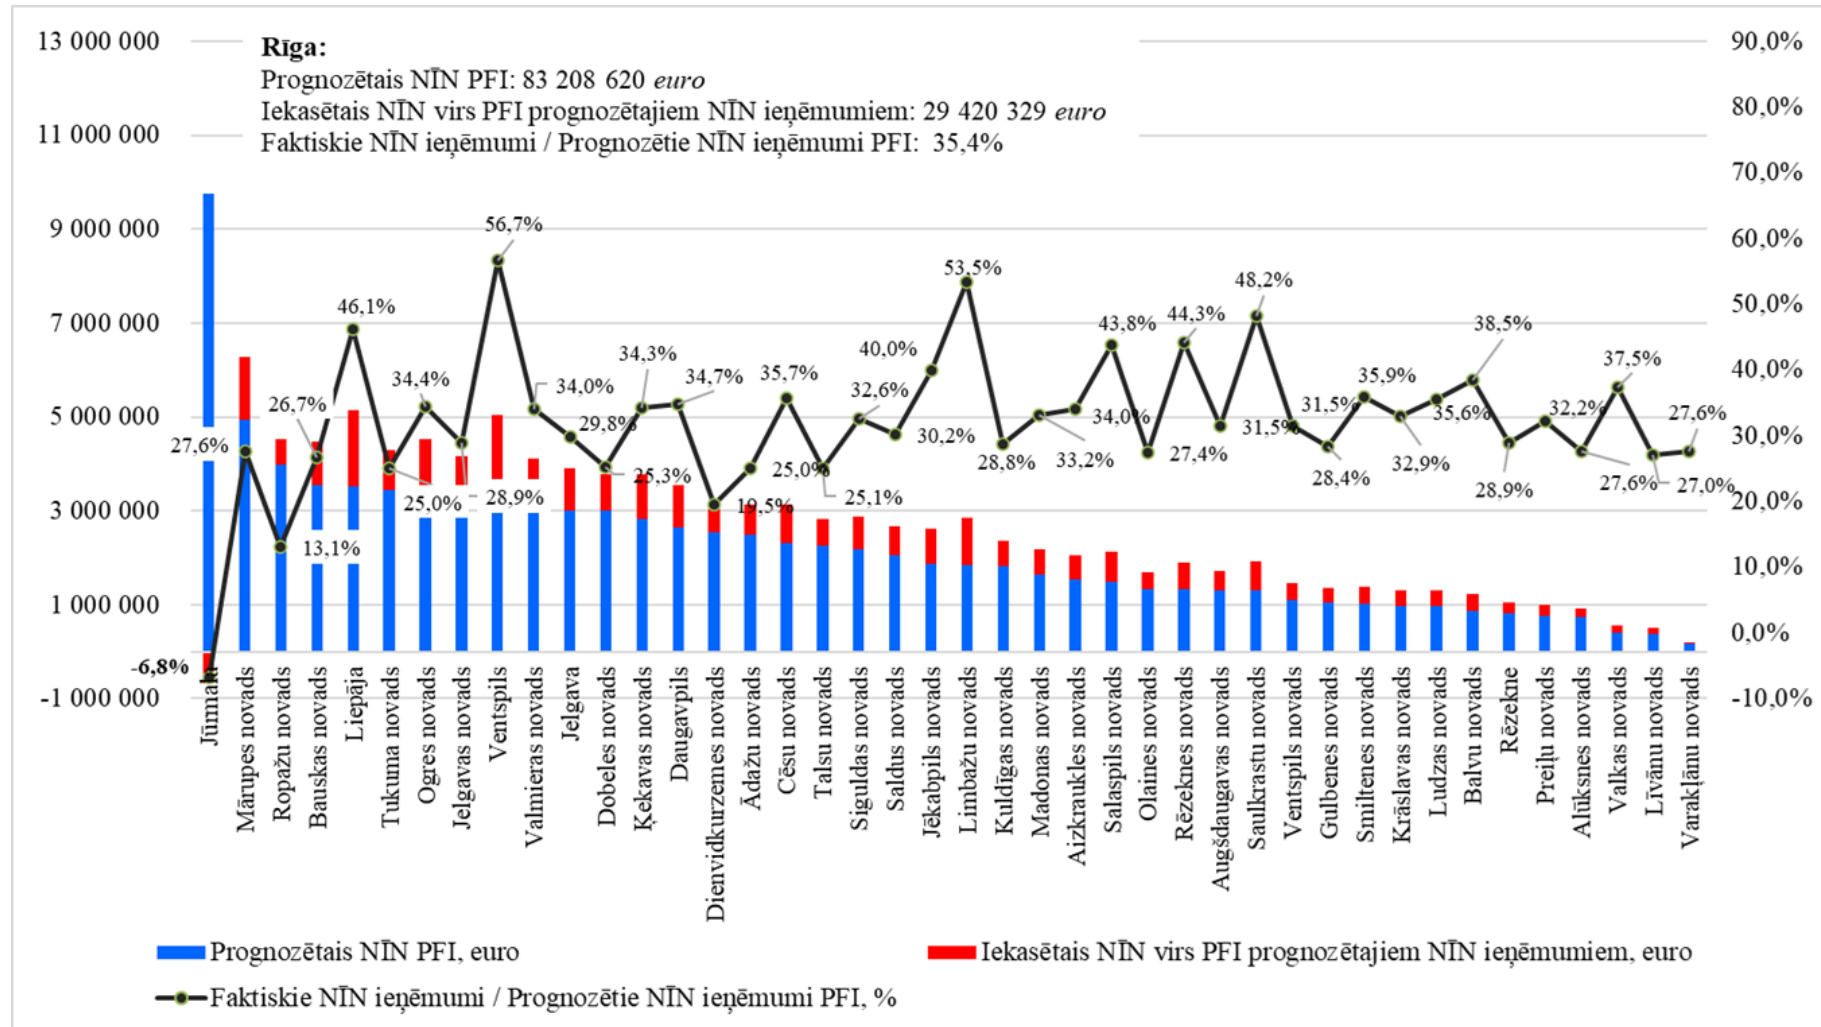 13 000 000
11 000 000
9 000 000
7 000 000
5 000 000
3 000 000
1 000 000
-1 000 000
Rīga:
Prognozētais NĪN PFI: 83 208 620 euro
Iekasētais NĪN virs PFI prognozētajiem NĪN ieņēmumiem: 29 420 329 euro
Faktiskie NĪN ieņēmumi / Prognozētie NĪN ieņēmumi PFI: 35,4%
90,0%
80,0%
70,0%
60,0%
50,0%
40,0%
30,0%
20,0%
10,0%
0,0%
-10,0%
-6,8%
27,6%
13,1%
26,7%
46,1%
25,0%
34,4%
28,9%
56,7%
34,0%
29,8%
25,3%
34,3%
34,7%
19,5%
25,0%
35,7%
25,1%
32,6%
30,2%
40,0%
53,5%
28,8%
33,2%
34,0%
43,8%
27,4%
44,3%
31,5%
48,2%
31,5%
28,4%
35,9%
32,9%
35,6%
38,5%
28,9%
32,2%
27,6%
37,5%
27,0%
27,6%
Jūrmala
Mārupes novads
Ropažu novads
Bauskas novads
Liepāja
Tukuma novads
Ogres novads
Jelgavas novads
Ventspils
Valmieras novads
Jelgava
Dobeles novads
Ķekavas novads
Daugavpils
Dienvidkurzemes novads
Ādažu novads
Cēsu novads
Talsu novads
Siguldas novads
Saldus novads
Jēkabpils novads
Limbažu novads
Kuldīgas novads
Madonas novads
Aizkraukles novads
Salaspils novads
Olaines novads
Rēzeknes novads
Augšdaugavas novads
Saulkrastu novads
Ventspils novads
Gulbenes novads
Smiltenes novads
Krāslavas novads
Ludzas novads
Balvu novads
Rēzekne
Preiļu novads
Alūksnes novads
Valkas novads
Līvānu novads
Varakļānu novads
Prognozētais NĪN PFI, euro
Iekasētais NĪN virs PFI prognozētajiem NĪN ieņēmumiem, euro
Faktiskie NĪN ieņēmumi / Prognozētie NĪN ieņēmumi PFI, %